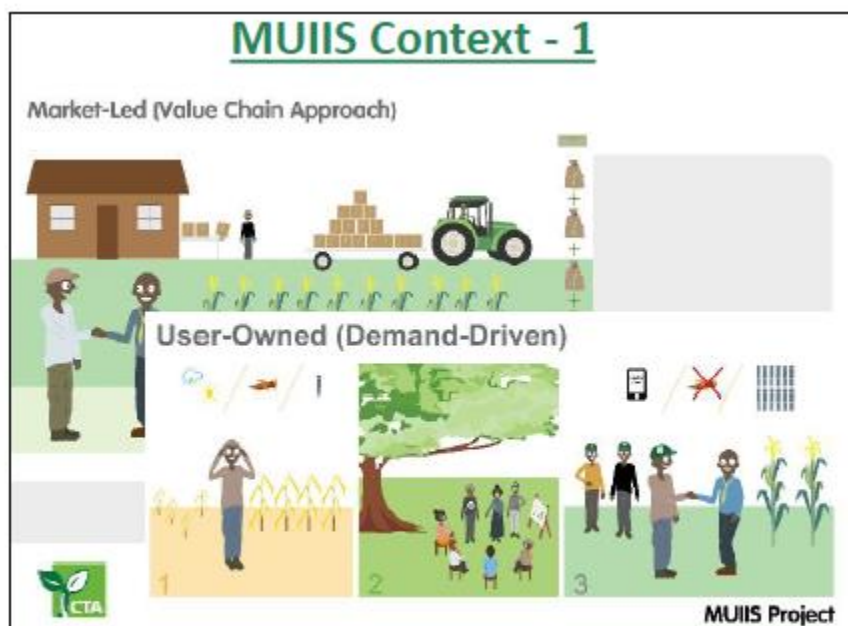 MUIIS Context - 1
Market-Led (Value Chain Approach)
+
+
+
User-Owned (Demand-Driven)
1
2
3
CTA
MUIIS Project